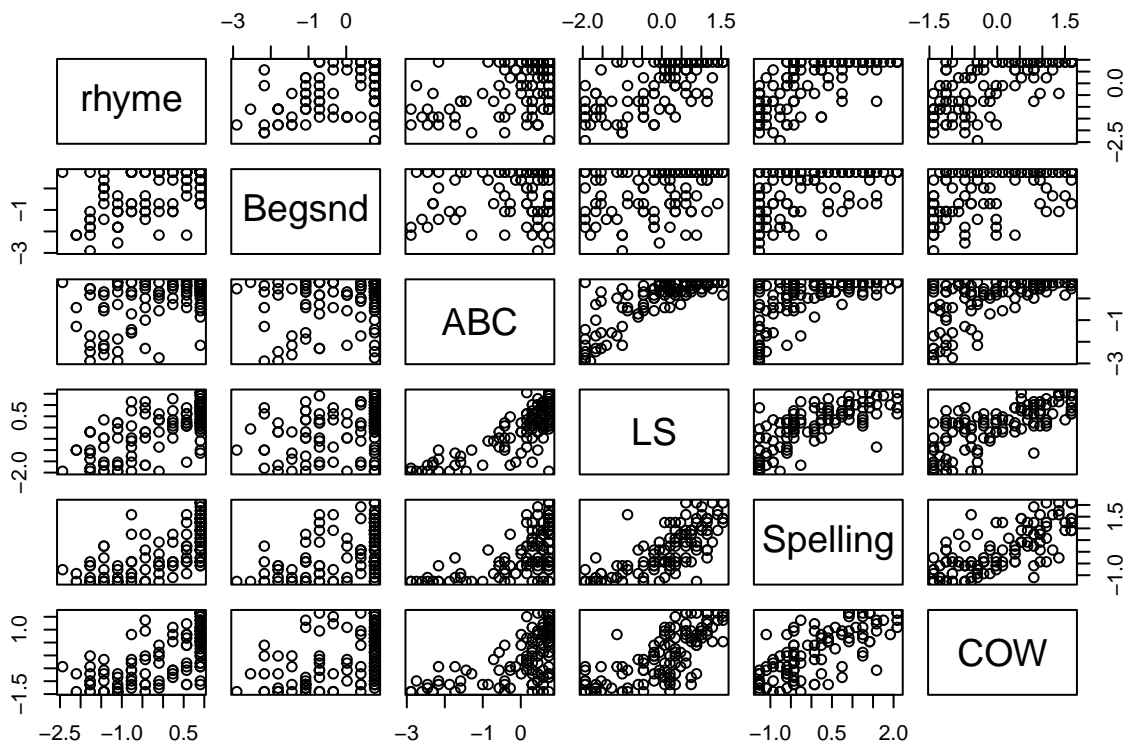 −3 −1 0 −2.0 0.0 1.5 −1.5 0.0 1.5
rhyme
−2.5 0.0
Begsnd
−3 −1
ABC
−3 −1
LS
−2.0 0.5
Spelling
−1.0 1.5
COW
−1.5 1.0
−2.5 −1.0 0.5 −3 −1 0 −1.0 0.5 2.0